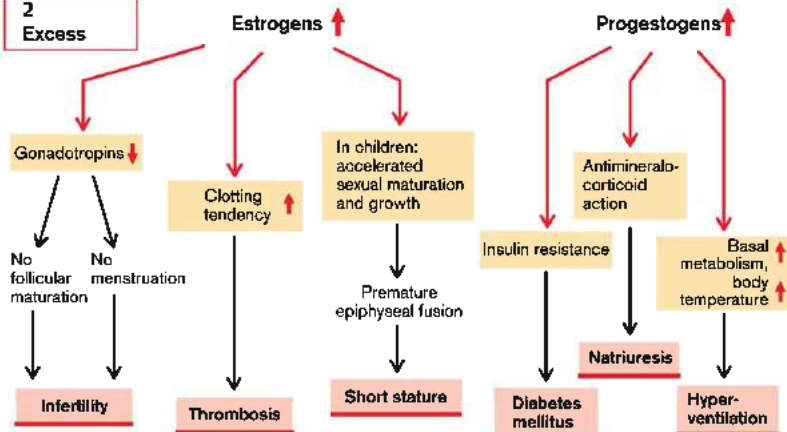 2
Excess
Estrogens
Progestogens
Gonadotropins
Clotting
tendency
In children:
accelerated
sexual maturation
and growth
Insulin resistance
Antimineralo-
corticoid
action
Basal
metabolism,
body
temperature
No
follicular
maturation
No
menstruation
Premature
epiphyseal fusion
Infertility
Thrombosis
Short stature
Diabetes
mellitus
Natriuresis
Hyper-
ventilation